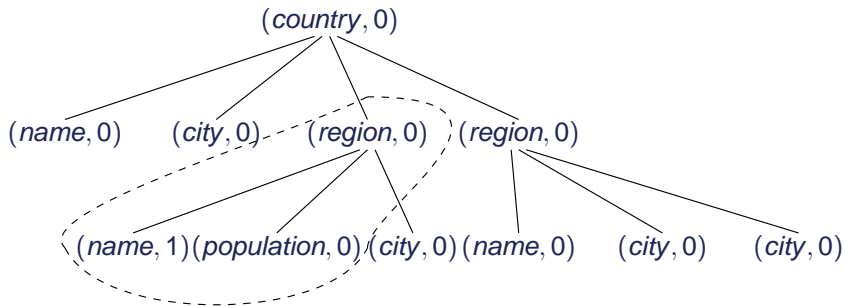 (country, 0)
(name, 0) (city, 0) (region, 0) (region, 0)
(name, 1)(population, 0)(city, 0)(name, 0) (city, 0) (city, 0)